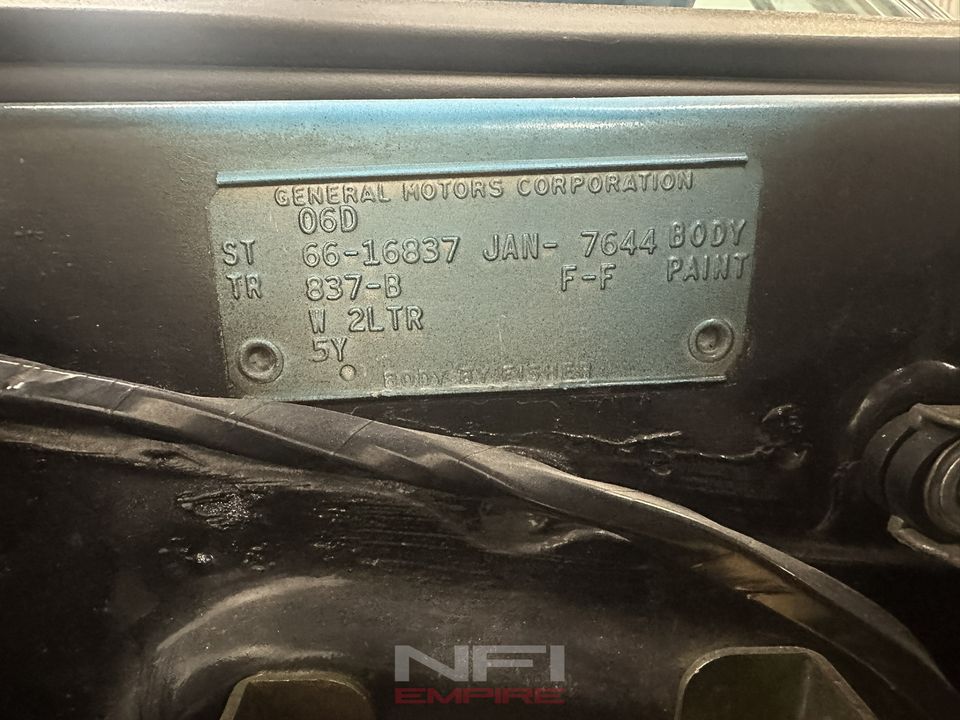 GENERAL MOTORS CORPORATION
06D
ST 66-16837 JAN- 7644 BODY
TR 837-B F-F PAINT
W 2LTR
5Y
BODY BY FISHER
NFI
EMPIRE